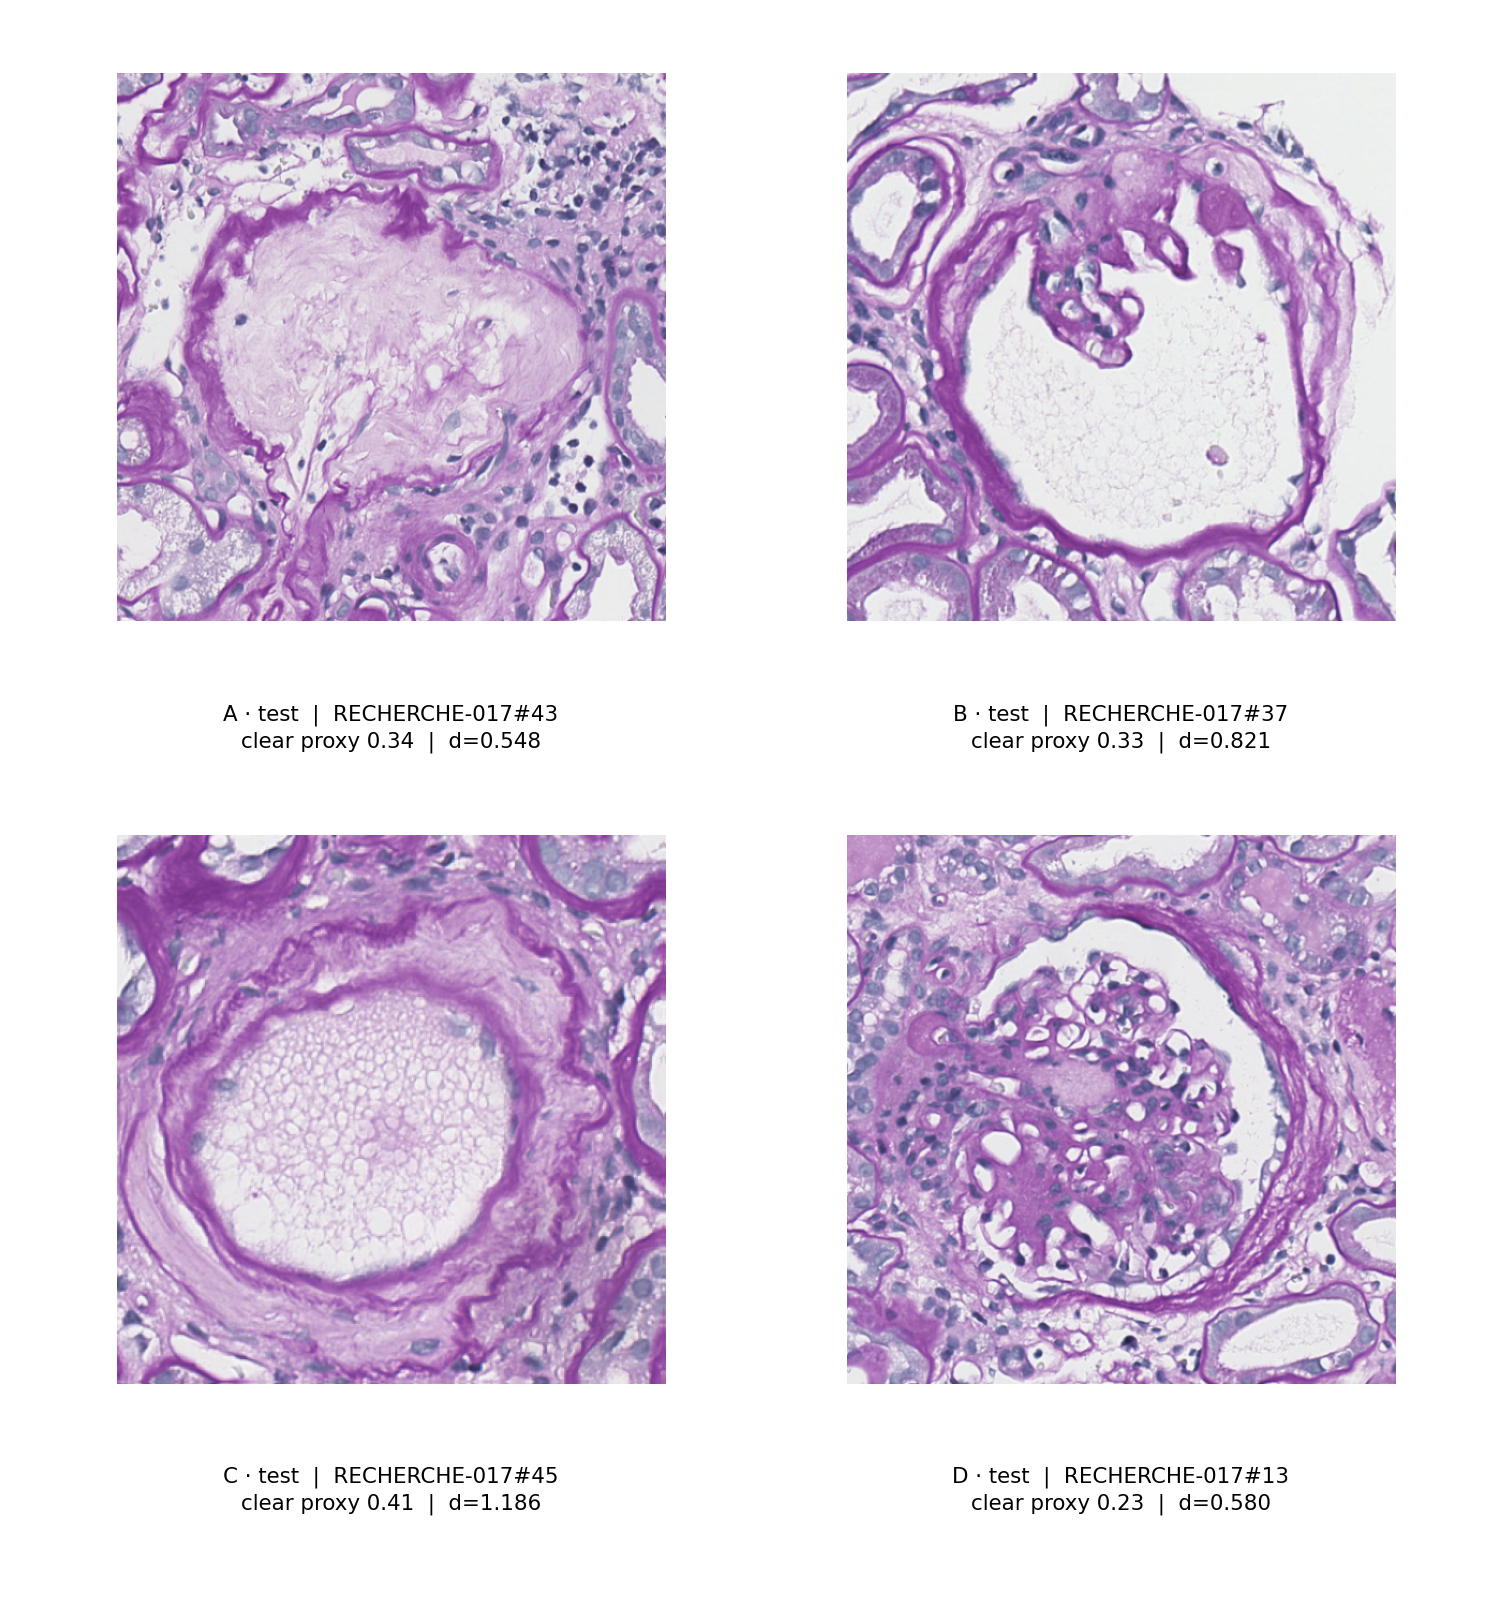 A · test  |  RECHERCHE-017#43
clear proxy 0.34  |  d=0.548
B · test  |  RECHERCHE-017#37
clear proxy 0.33  |  d=0.821
C · test  |  RECHERCHE-017#45
clear proxy 0.41  |  d=1.186
D · test  |  RECHERCHE-017#13
clear proxy 0.23  |  d=0.580